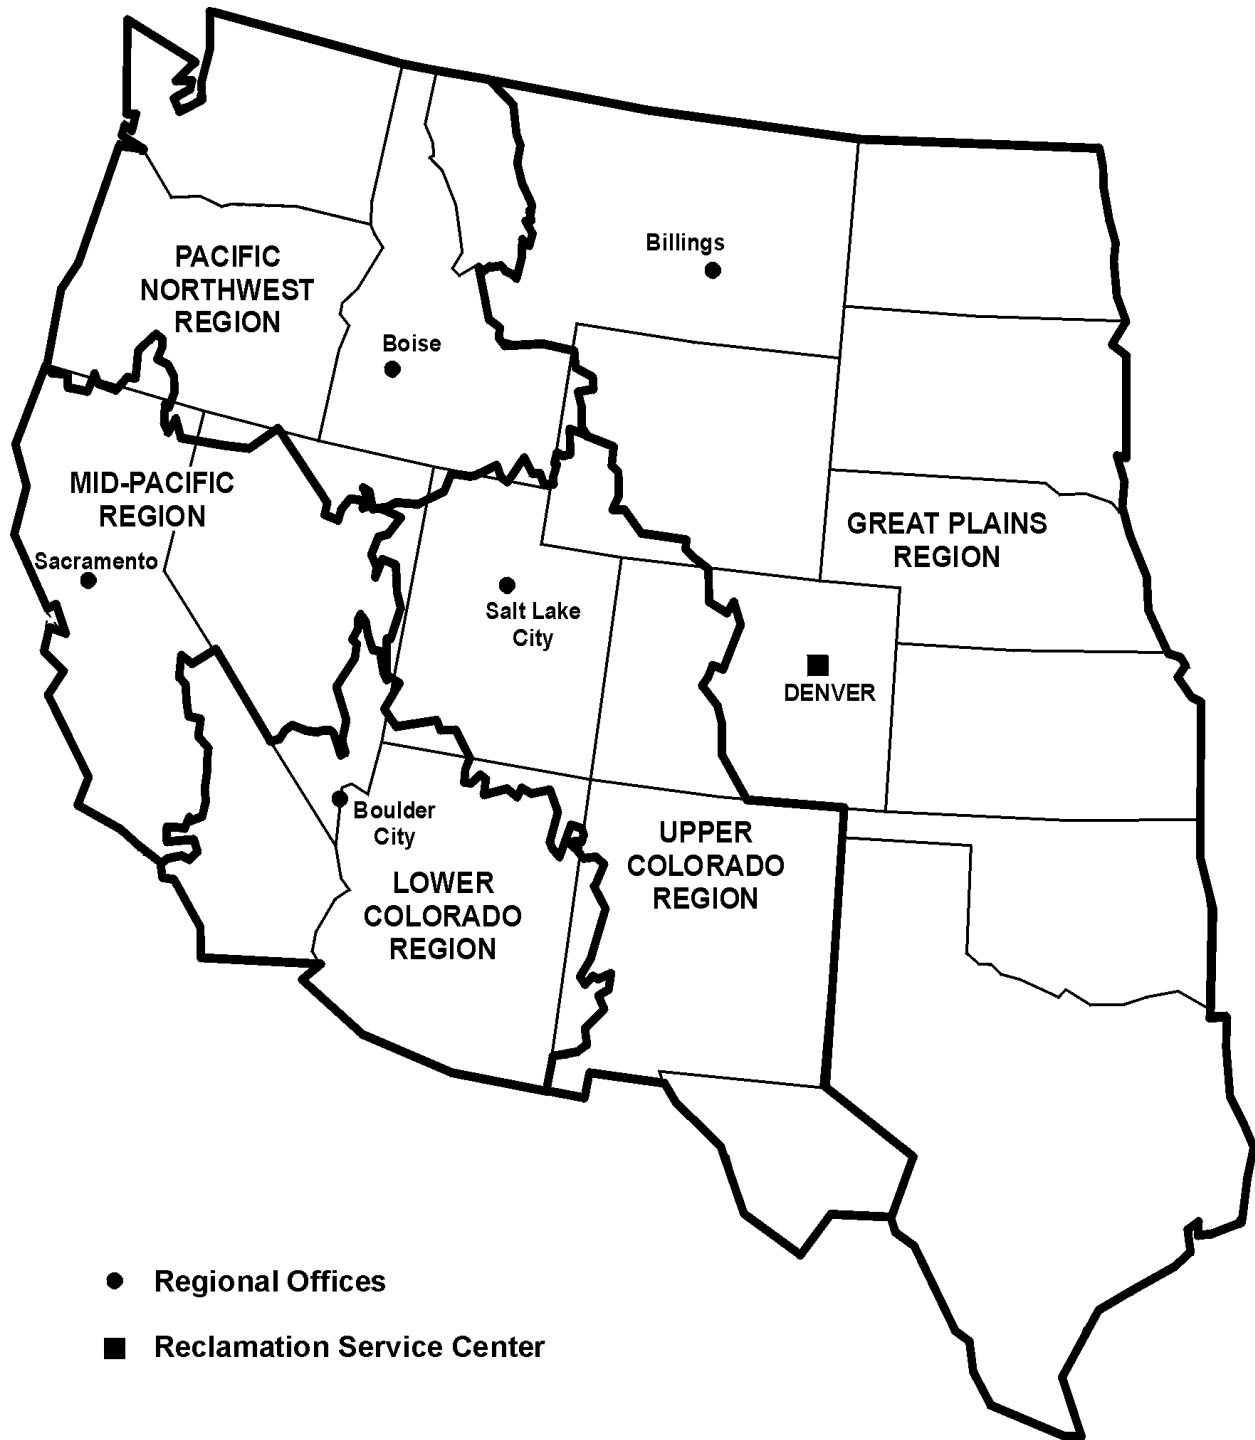 Billings
PACIFIC
NORTHWEST
REGION
Boise
MID-PACIFIC
REGION
GREAT PLAINS
REGION
Sacramento
Salt Lake
City
DENVER
Boulder
City
UPPER
COLORADO
REGION
LOWER
COLORADO
REGION
Regional Offices
Reclamation Service Center